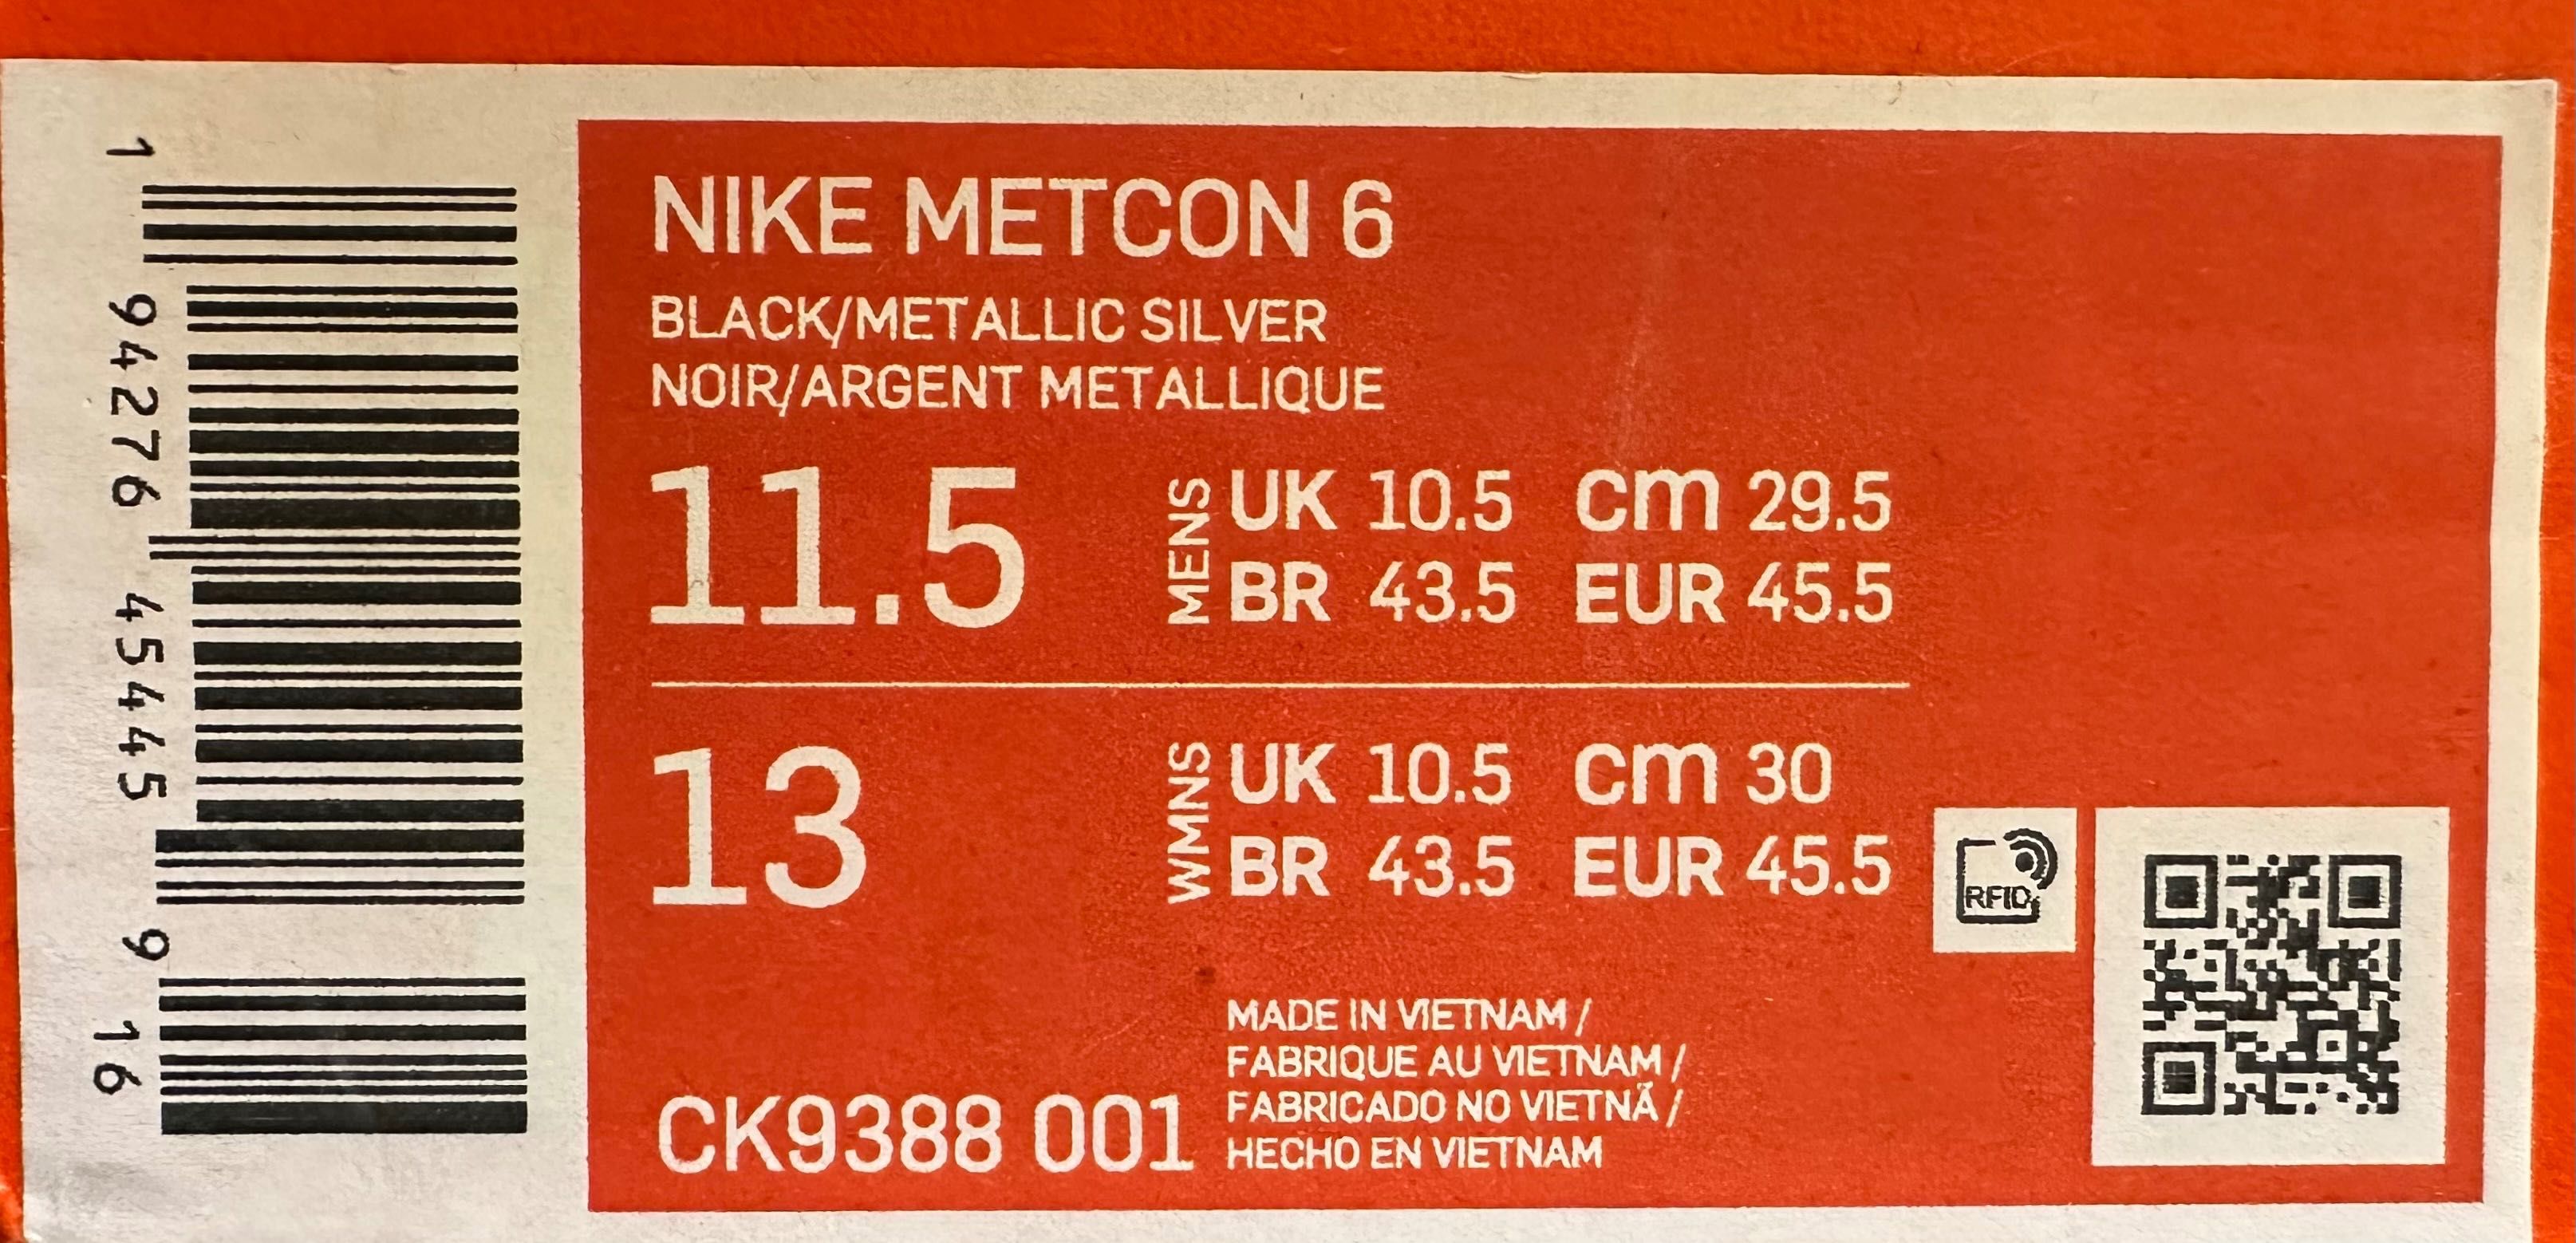 1 94276 45445 9 16
NIKE METCON 6
BLACK/METALLIC SILVER
NOIR/ARGENT METALLIQUE
11.5 MENS UK 10.5 cm 29.5
BR 43.5 EUR 45.5
13 WMNS UK 10.5 cm 30
BR 43.5 EUR 45.5
RFID
MADE IN VIETNAM /
FABRIQUE AU VIETNAM /
FABRICADO NO VIETNÃ /
HECHO EN VIETNAM
CK9388 001